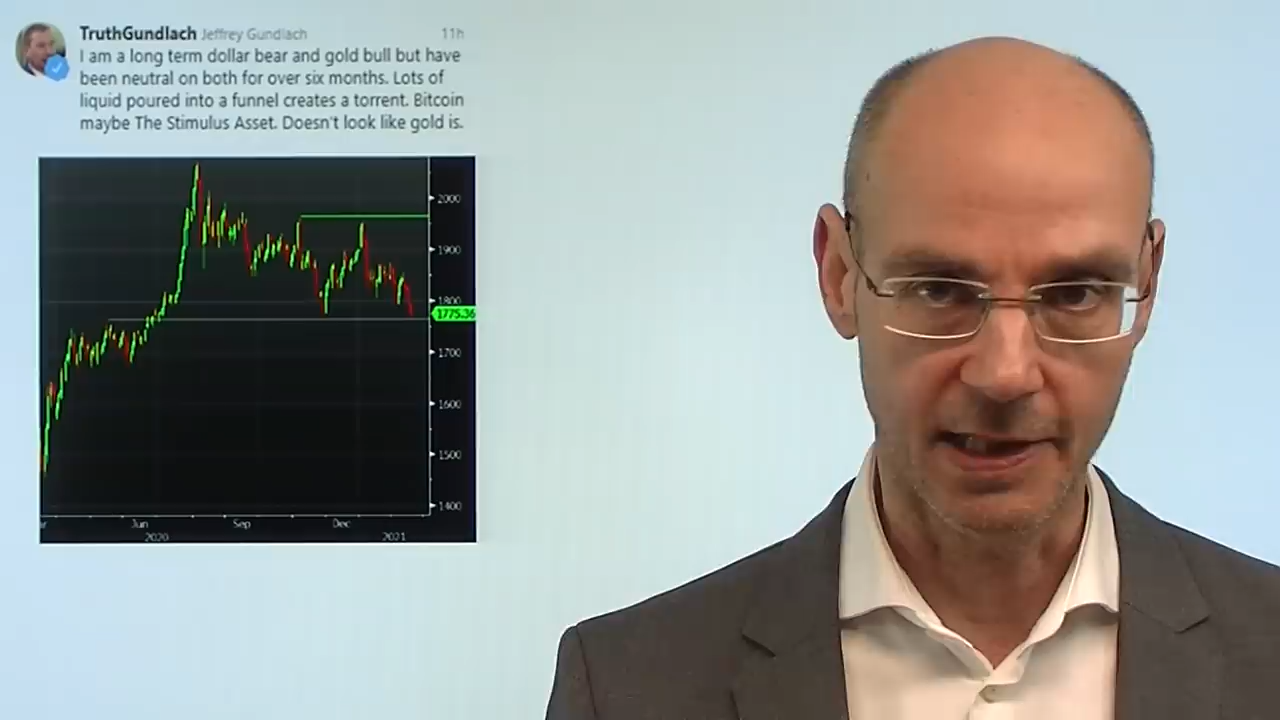 TruthGundlach Jeffrey Gundlach 11h
I am a long term dollar bear and gold bull but have
been neutral on both for over six months. Lots of
liquid poured into a funnel creates a torrent. Bitcoin
maybe The Stimulus Asset. Doesn't look like gold is.
2000
1900
1800
1775.36
1700
1600
1500
1400
Jun Sep Dec
2020 2021